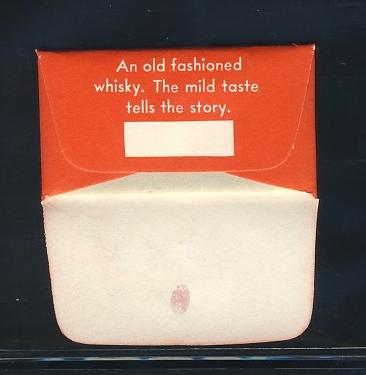 An old fashioned
whisky. The mild taste
tells the story.